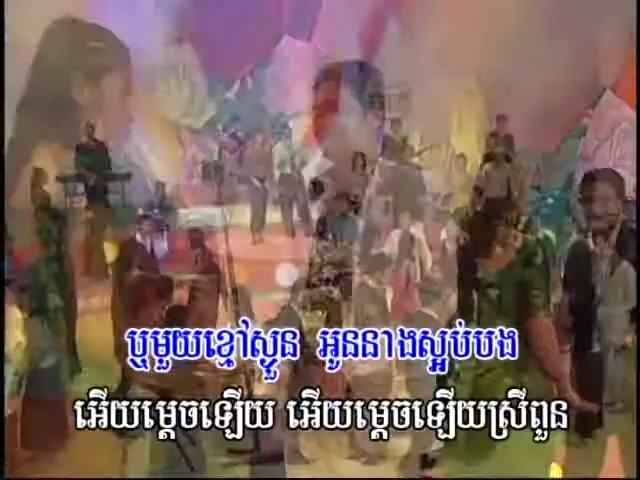 ឬមួយខ្មៅស្ងួន អូននាងស្អប់បង
អើយម្ដេចឡើយ អើយម្ដេចឡើយស្រីពួន